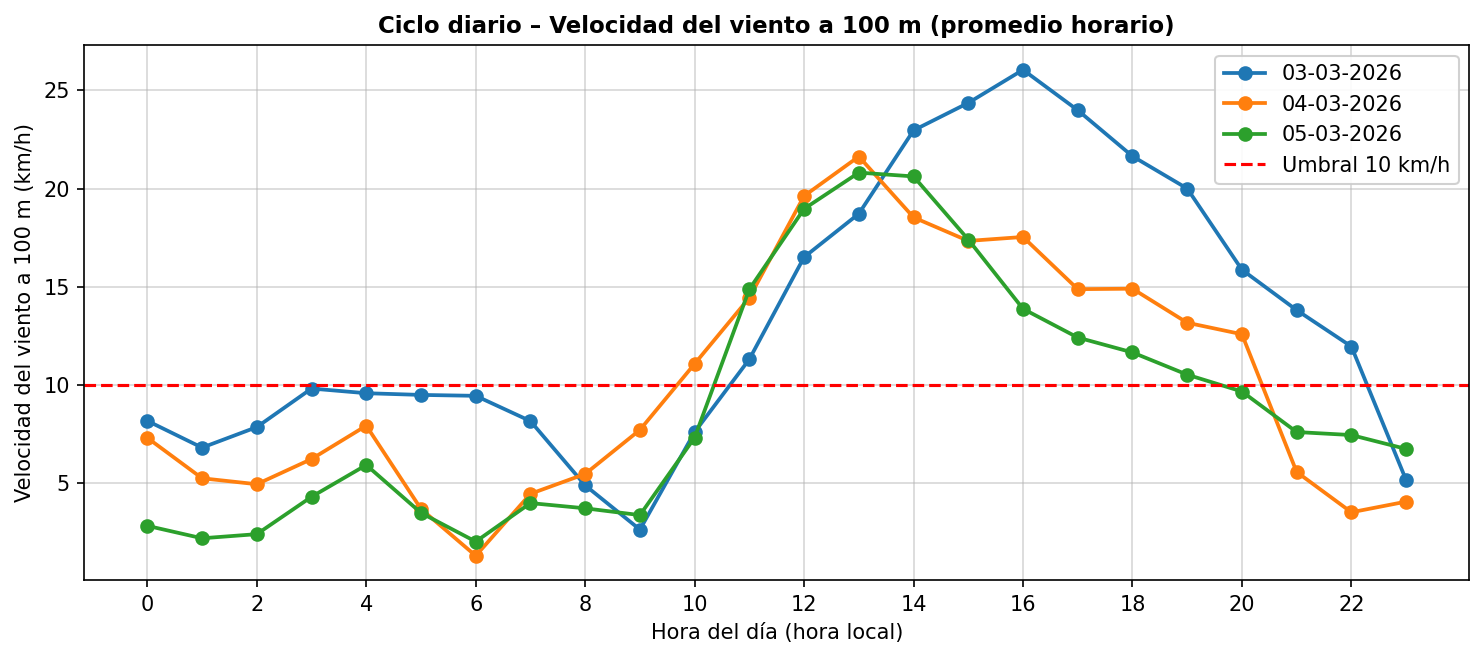 Ciclo diario – Velocidad del viento a 100 m (promedio horario)
Velocidad del viento a 100 m (km/h)
25
20
15
10
5
03-03-2026
04-03-2026
05-03-2026
Umbral 10 km/h
0 2 4 6 8 10 12 14 16 18 20 22
Hora del día (hora local)